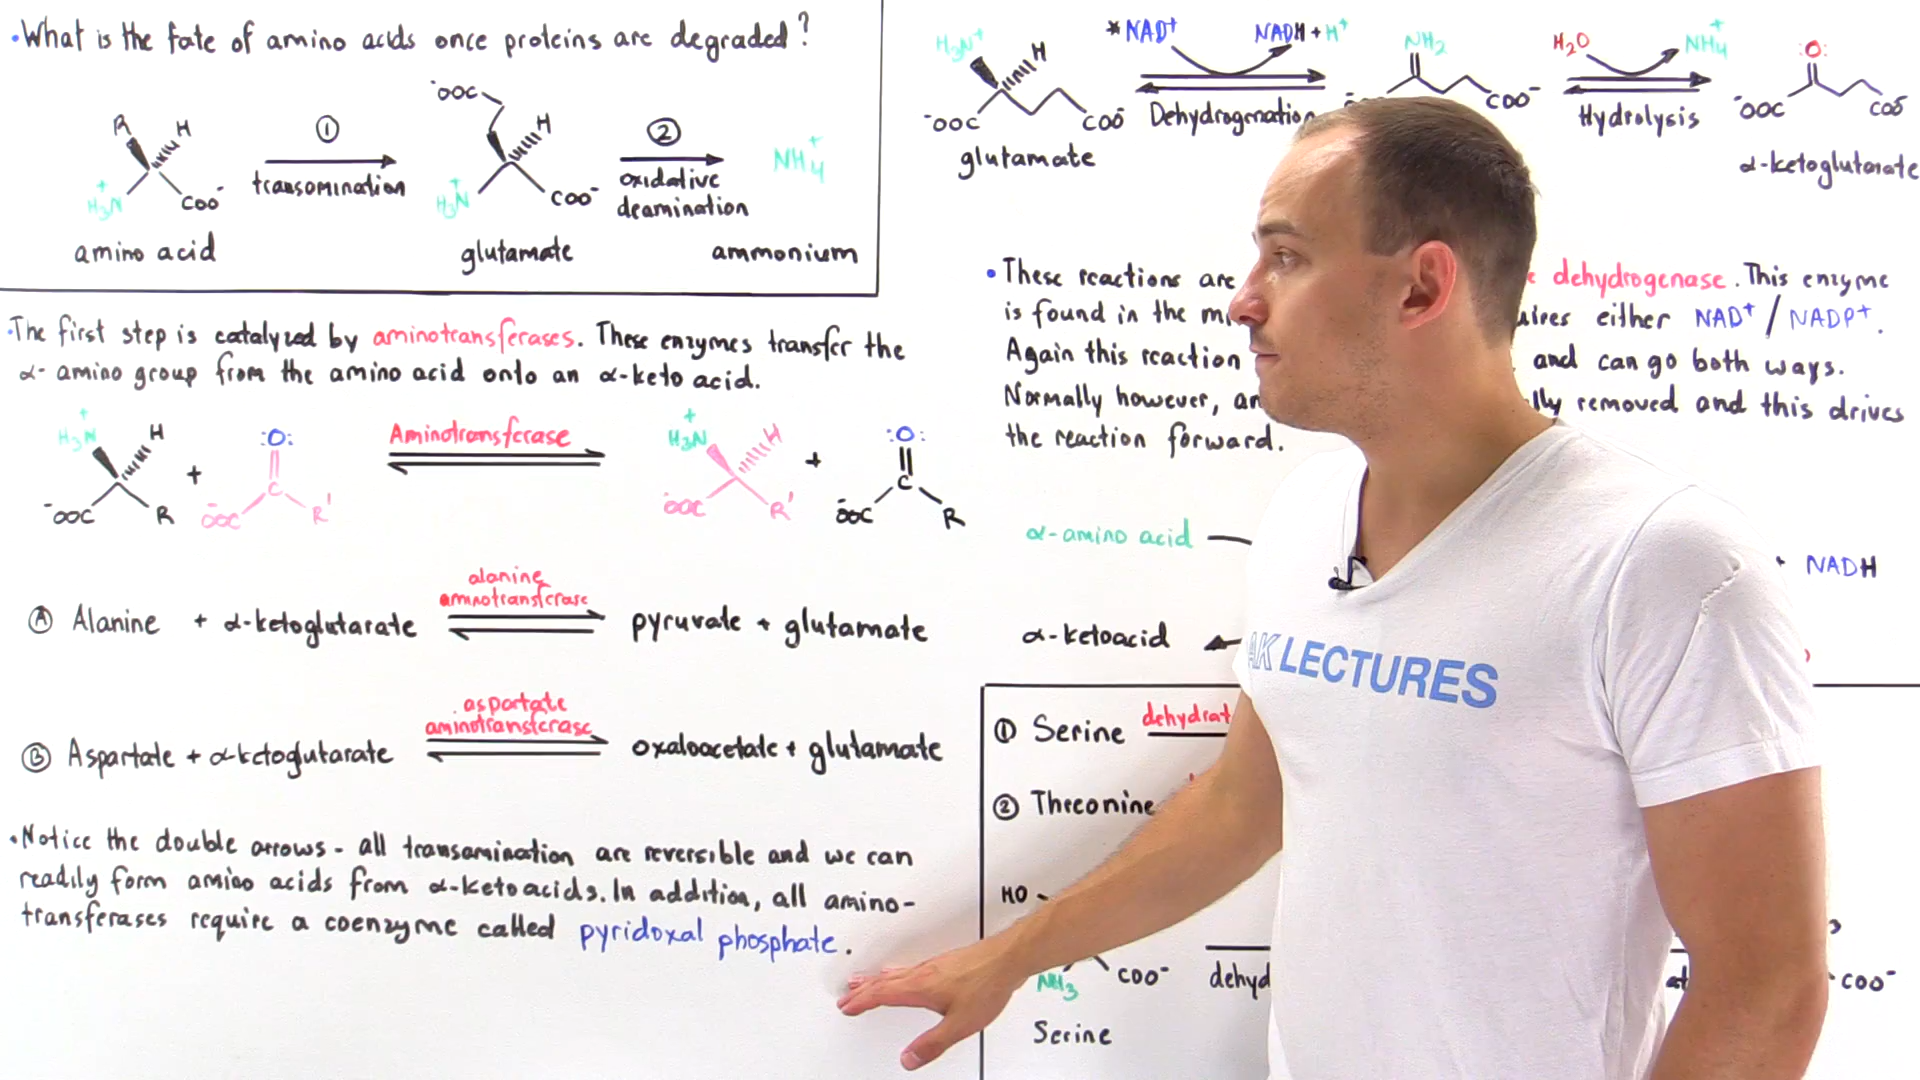 •What is the fate of amino acids once proteins are degraded?
R H
H3N+ COO-
amino acid
①
transomination
-OOC
H
H3N+ COO-
glutamate
②
oxidative
deamination
NH4+
ammonium
•The first step is catalyzed by aminotransferases. These enzymes transfer the
α-amino group from the amino acid onto an α-keto acid.
H3N+ H
-OOC R
+
:O:
C
-OOC R'
Aminotransferase
H3N+ H
-OOC R'
+
:O:
C
-OOC R
Ⓐ Alanine + α-ketoglutarate
alanine
aminotransferase
pyruvate + glutamate
Ⓑ Aspartate + α-ketogutarate
aspartate
aminotransferase
oxaloacetate + glutamate
•Notice the double arrows - all transamination are reversible and we can
readily form amino acids from α-ketoacids. In addition, all amino-
transferases require a coenzyme called pyridoxal phosphate.
H3N+ H
-OOC COO-
glutamate
*NAD+ NADH + H+
Dehydrogenation
NH2
COO-
H2O NH4+
Hydrolysis
:O:
-OOC COO-
α-ketoglutarate
•These reactions are dehydrogenase. This enzyme
is found in the either NAD+ / NADP+.
Again this reaction and can go both ways.
Normally however, removed and this drives
the reaction forward.
α-amino acid
+ NADH
α-ketoacid
① Serine dehydrat
② Threonine
HO
NH3 COO-
Serine
dehyd
COO-
AK LECTURES